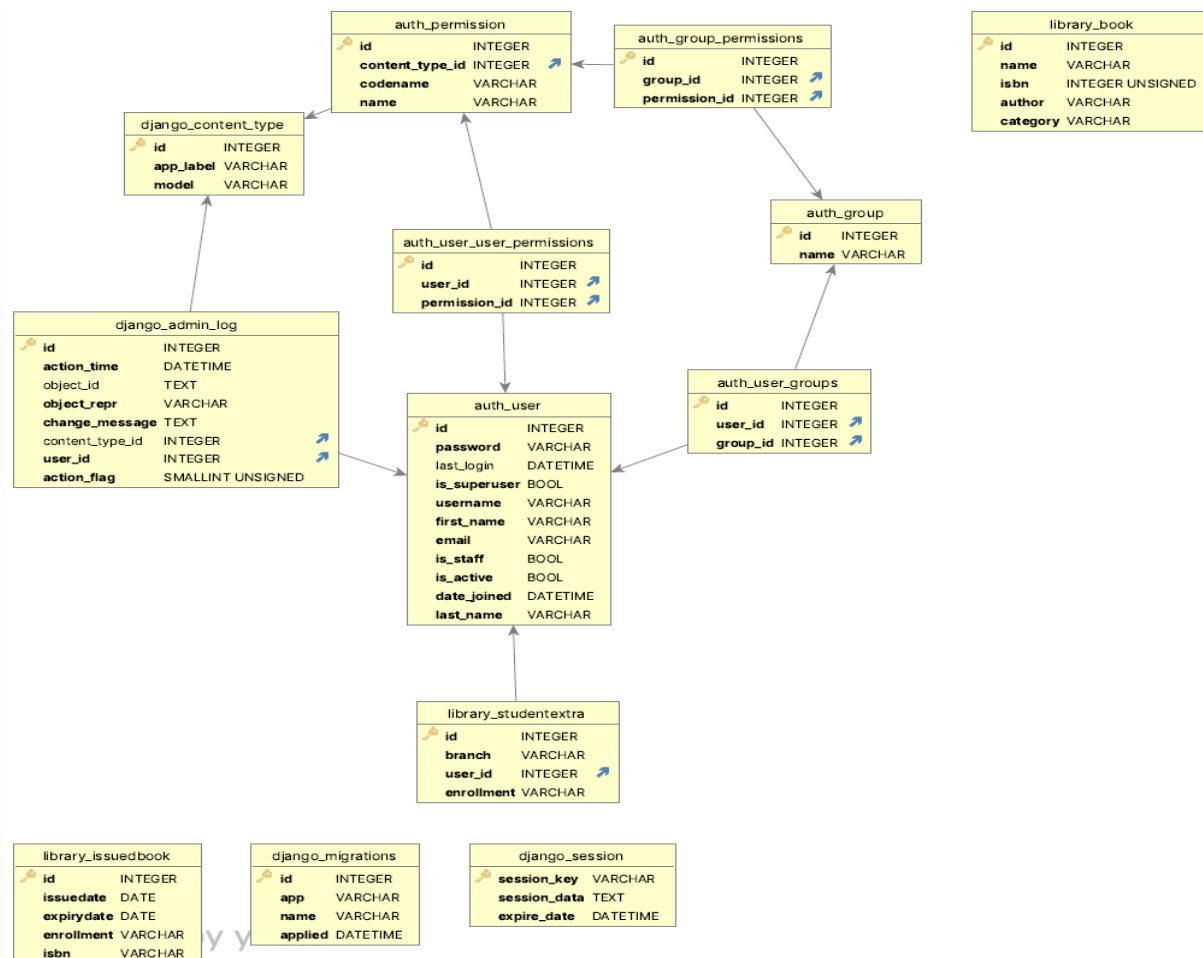 auth_permission
id INTEGER
content_type_id INTEGER
codename VARCHAR
name VARCHAR
auth_group_permissions
id INTEGER
group_id INTEGER
permission_id INTEGER
library_book
id INTEGER
name VARCHAR
isbn INTEGER UNSIGNED
author VARCHAR
category VARCHAR
django_content_type
id INTEGER
app_label VARCHAR
model VARCHAR
auth_group
id INTEGER
name VARCHAR
auth_user_user_permissions
id INTEGER
user_id INTEGER
permission_id INTEGER
django_admin_log
id INTEGER
action_time DATETIME
object_id TEXT
object_repr VARCHAR
change_message TEXT
content_type_id INTEGER
user_id INTEGER
action_flag SMALLINT UNSIGNED
auth_user
id INTEGER
password VARCHAR
last_login DATETIME
is_superuser BOOL
username VARCHAR
first_name VARCHAR
email VARCHAR
is_staff BOOL
is_active BOOL
date_joined DATETIME
last_name VARCHAR
auth_user_groups
id INTEGER
user_id INTEGER
group_id INTEGER
library_studentextra
id INTEGER
branch VARCHAR
user_id INTEGER
enrollment VARCHAR
library_issuedbook
id INTEGER
issuedate DATE
expirydate DATE
enrollment VARCHAR
isbn VARCHAR
django_migrations
id INTEGER
app VARCHAR
name VARCHAR
applied DATETIME
django_session
session_key VARCHAR
session_data TEXT
expire_date DATETIME